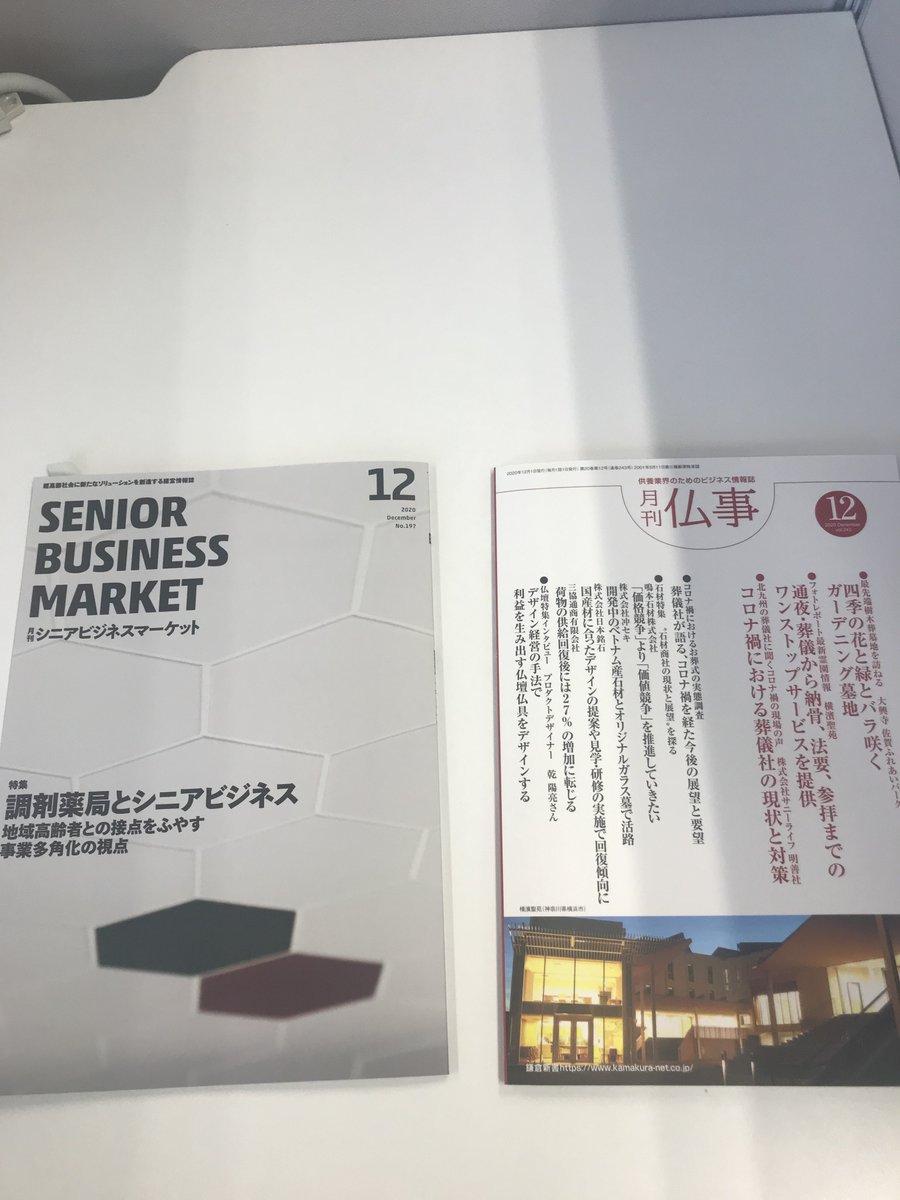 超高齢社会に新たなソリューションを創造する経営情報誌
12
2020
December
No.197
SENIOR
BUSINESS
MARKET
月刊 シニアビジネスマーケット
特集
調剤薬局とシニアビジネス
地域高齢者との接点をふやす
事業多角化の視点
供養業界のためのビジネス情報誌
月刊 仏事
12
2020 December
vol.243
●最先端樹木葬墓地を訪ねる 大興寺 佐賀ふれあいパーク
四季の花と緑とバラ咲く
ガーデニング墓地
●フォトレポート最新霊園情報 横濱聖苑
通夜・葬儀から納骨、法要、参拝までの
ワンストップサービスを提供
●北九州の葬儀社に聞くコロナ禍の現場の声 株式会社サニーライフ 明善社
コロナ禍における葬儀社の現状と対策
●コロナ禍におけるお葬式の実態調査
葬儀社が語る、コロナ禍を経た今後の展望と要望
●石材特集 “石材商社の現状と展望”を探る
鳴本石材株式会社
「価格競争」より「価値競争」を推進していきたい
株式会社沖セキ
開発中のベトナム産石材とオリジナルガラス墓で活路
株式会社日本銘石
国産材に合ったデザインの提案や見学・研修の実施で回復傾向に
三協通商有限会社
荷物の供給回復後には27%の増加に転じる
●仏壇特集インタビュー プロダクトデザイナー 乾 陽亮さん
デザイン経営の手法で
利益を生み出す仏壇仏具をデザインする
横濱聖苑(神奈川県横浜市)
鎌倉新書https://www.kamakura-net.co.jp/